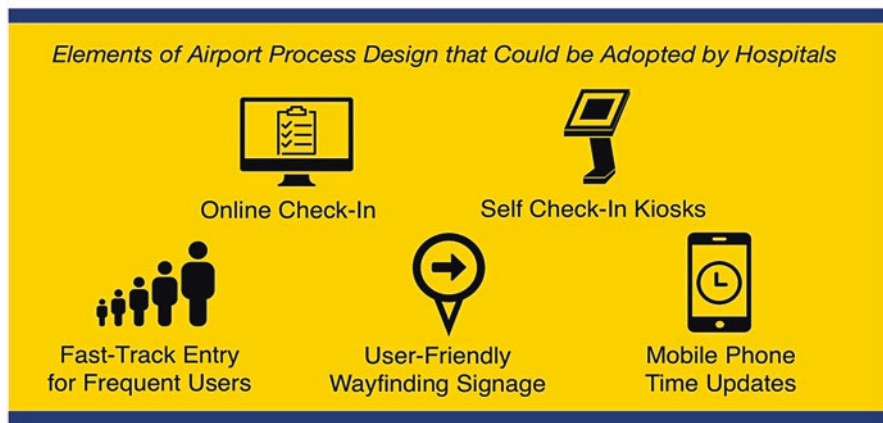 Elements of Airport Process Design that Could be Adopted by Hospitals
Online Check-In
Self Check-In Kiosks
Fast-Track Entry
for Frequent Users
User-Friendly
Wayfinding Signage
Mobile Phone
Time Updates